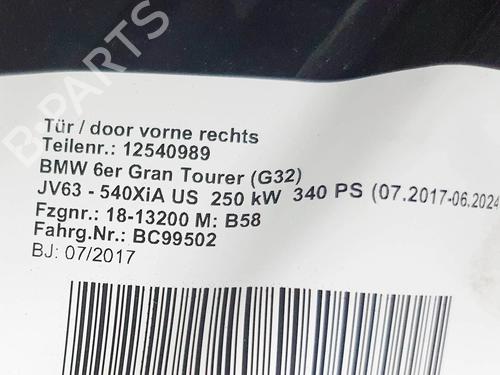 B-PARTS
Tür / door vorne rechts
Teilenr.: 12540989
BMW 6er Gran Tourer (G32)
JV63 - 540XiA US 250 kW 340 PS (07.2017-06.2024
Fzgnr.: 18-13200 M: B58
Fahrg.Nr.: BC99502
BJ: 07/2017